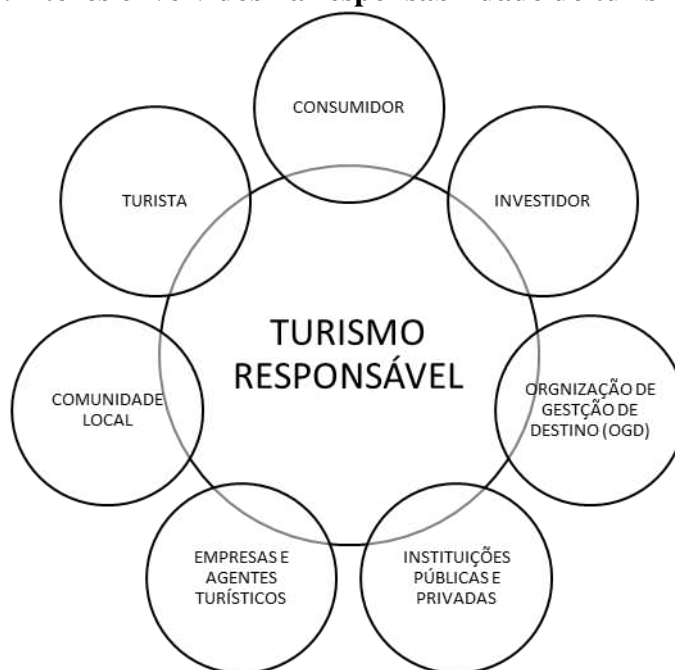 CONSUMIDOR
TURISTA
INVESTIDOR
TURISMO
RESPONSÁVEL
COMUNIDADE
LOCAL
ORGNIZAÇÃO DE
GESTÇÃO DE
DESTINO (OGD)
EMPRESAS E
AGENTES
TURÍSTICOS
INSTITUIÇÕES
PÚBLICAS E
PRIVADAS